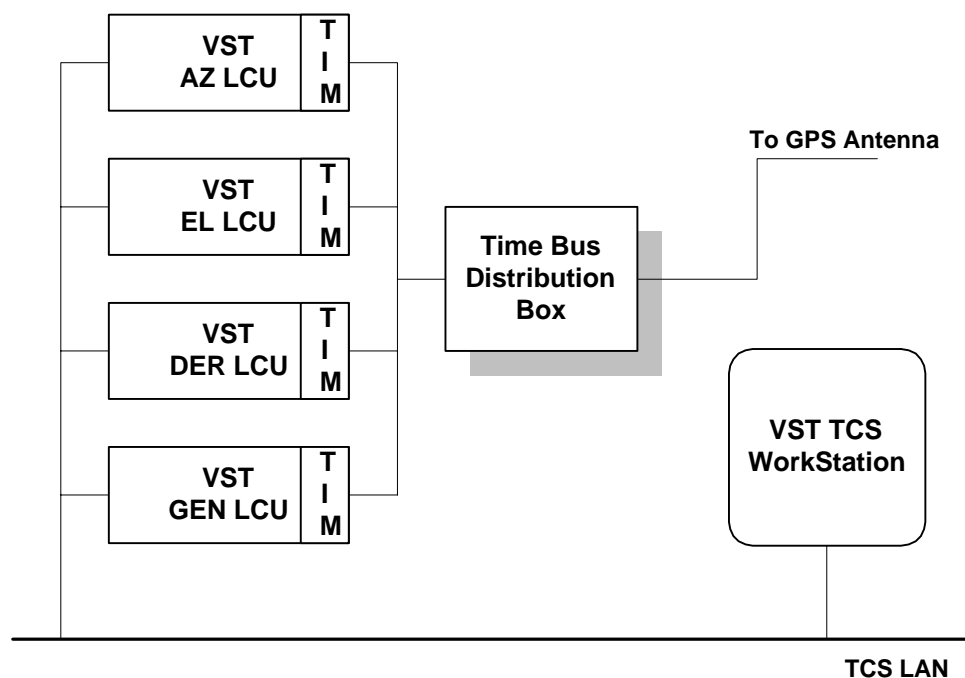 VST
AZ LCU
T
I
M
VST
EL LCU
T
I
M
VST
DER LCU
T
I
M
VST
GEN LCU
T
I
M
Time Bus
Distribution
Box
To GPS Antenna
VST TCS
WorkStation
TCS LAN